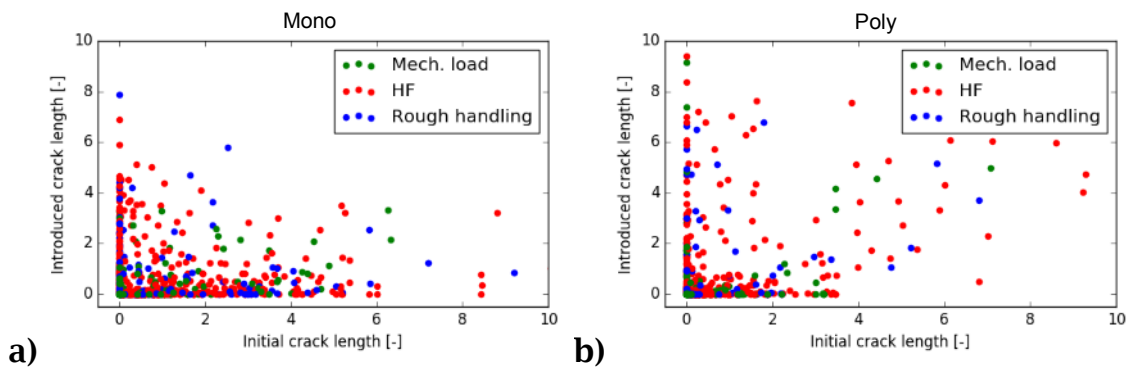 Mono
10
8
6
4
2
0
Introduced crack length [-]
Mech. load
HF
Rough handling
0 2 4 6 8 10
Initial crack length [-]
a)
Poly
10
8
6
4
2
0
Introduced crack length [-]
Mech. load
HF
Rough handling
0 2 4 6 8 10
Initial crack length [-]
b)